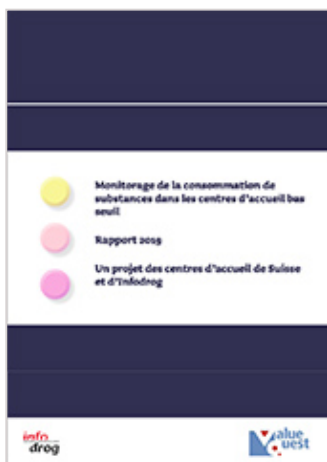 Monitorage de la consommation de
substances dans les centres d'accueil bas
seuil
Rapport 2019
Un projet des centres d'accueil de Suisse
et d'Infodrog
info
drog
Value
Quest